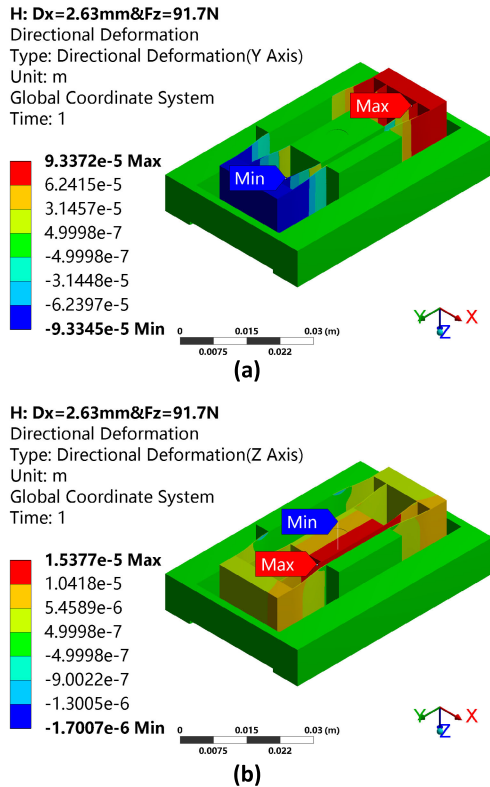 H: Dx=2.63mm&Fz=91.7N
Directional Deformation
Type: Directional Deformation(Y Axis)
Unit: m
Global Coordinate System
Time: 1
Max
Min
9.3372e-5 Max
6.2415e-5
3.1457e-5
4.9998e-7
-4.9998e-7
-3.1448e-5
-6.2397e-5
-9.3345e-5 Min
0 0.015 0.03 (m)
0.0075 0.022
Y X
Z
(a)
H: Dx=2.63mm&Fz=91.7N
Directional Deformation
Type: Directional Deformation(Z Axis)
Unit: m
Global Coordinate System
Time: 1
Min
Max
1.5377e-5 Max
1.0418e-5
5.4589e-6
4.9998e-7
-4.9998e-7
-9.0022e-7
-1.3005e-6
-1.7007e-6 Min
0 0.015 0.03 (m)
0.0075 0.022
Y X
Z
(b)